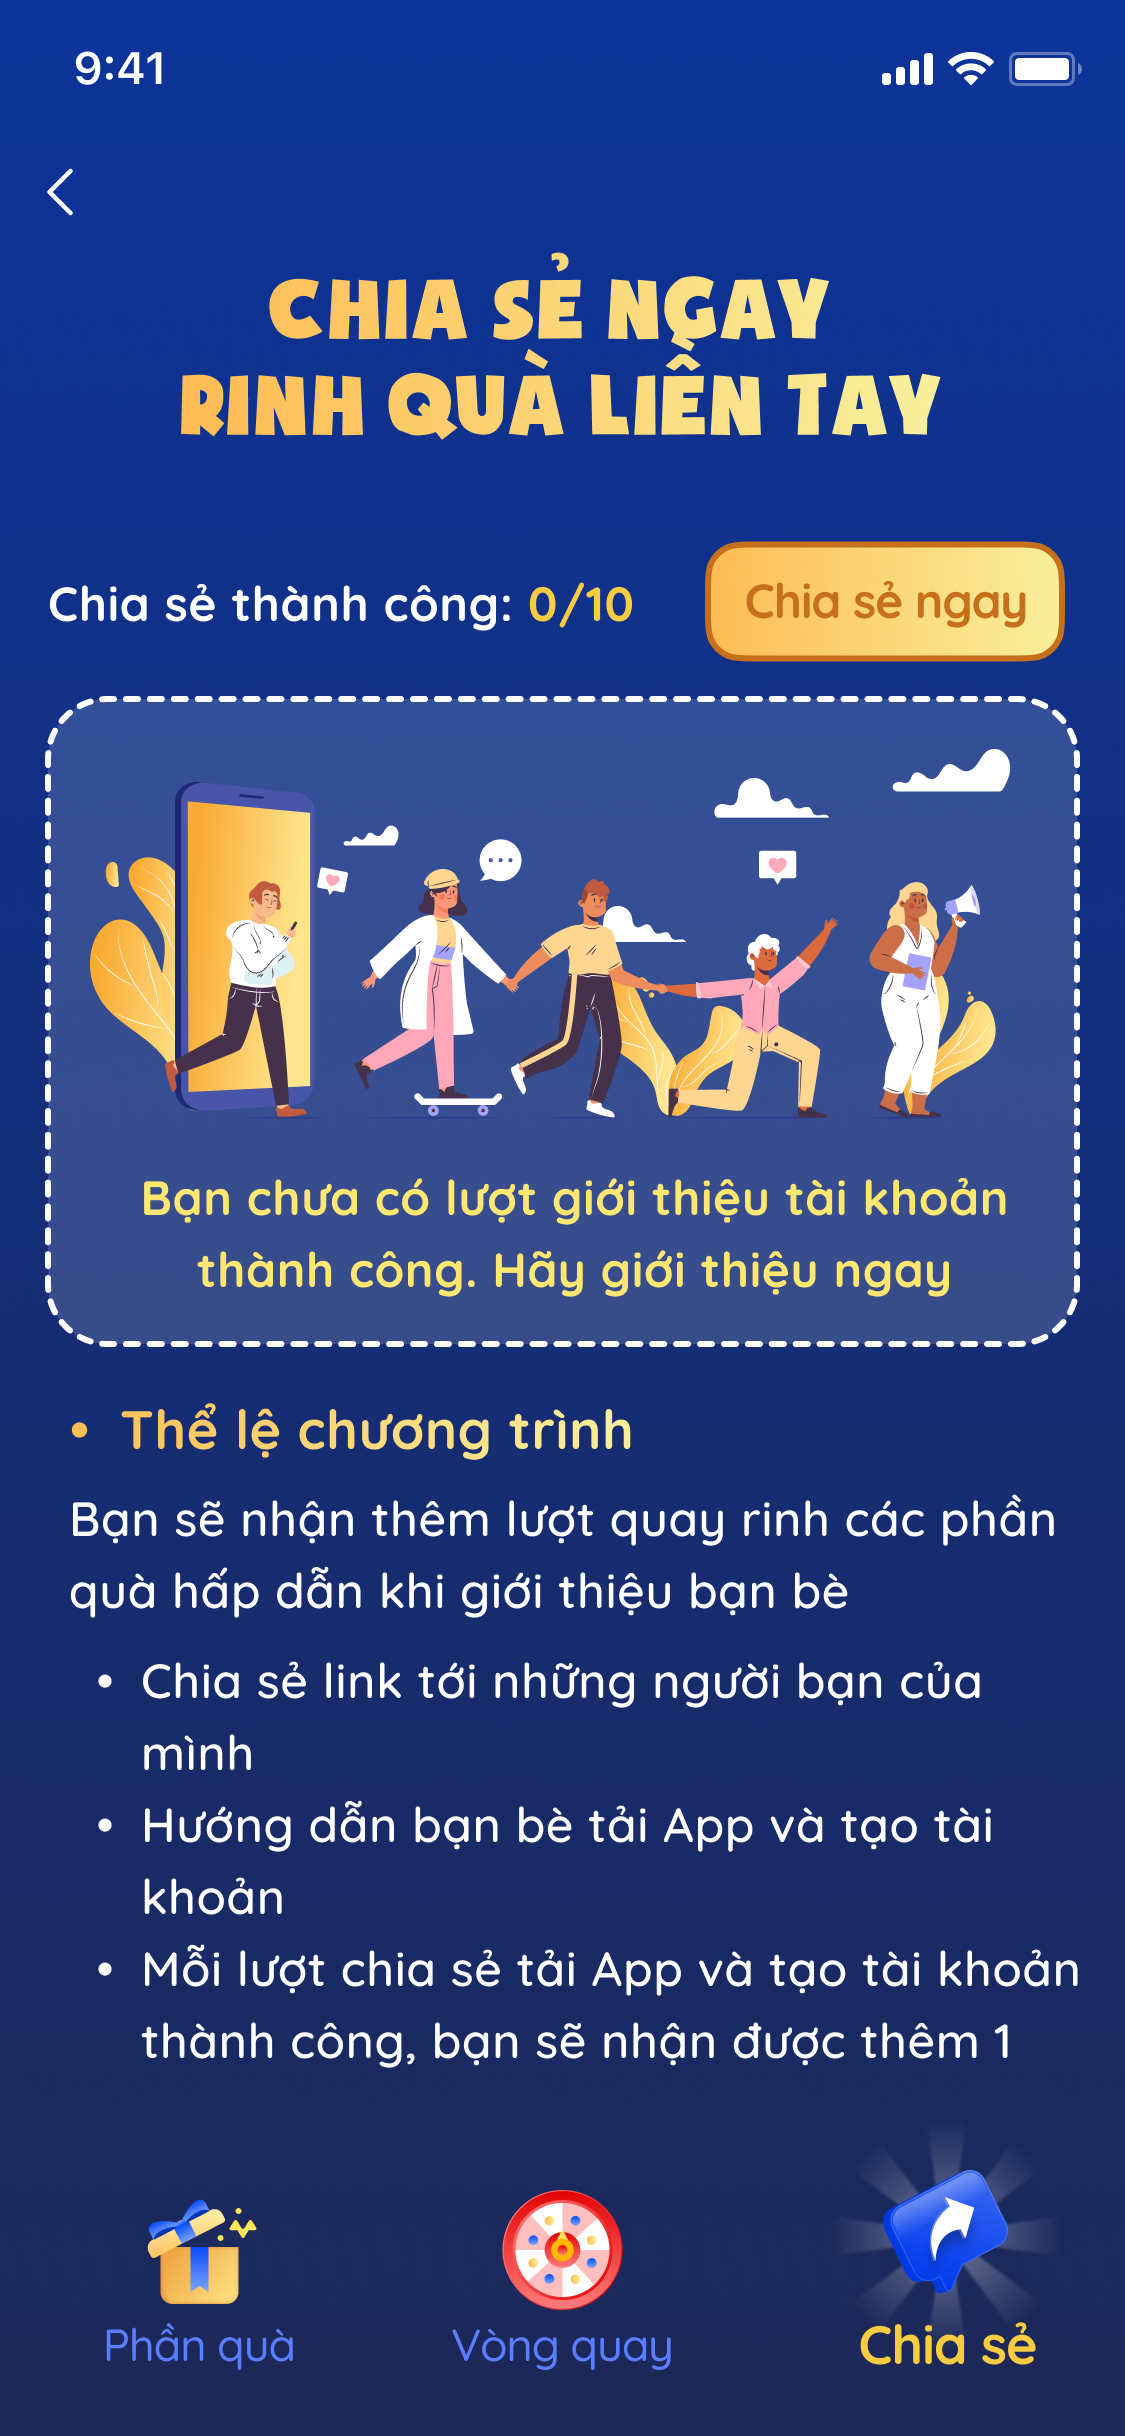 9:41
CHIA SẺ NGAY
RINH QUÀ LIỀN TAY
Chia sẻ thành công: 0/10
Chia sẻ ngay
Bạn chưa có lượt giới thiệu tài khoản
thành công. Hãy giới thiệu ngay
• Thể lệ chương trình
Bạn sẽ nhận thêm lượt quay rinh các phần
quà hấp dẫn khi giới thiệu bạn bè
• Chia sẻ link tới những người bạn của
mình
• Hướng dẫn bạn bè tải App và tạo tài
khoản
• Mỗi lượt chia sẻ tải App và tạo tài khoản
thành công, bạn sẽ nhận được thêm 1
Phần quà
Vòng quay
Chia sẻ